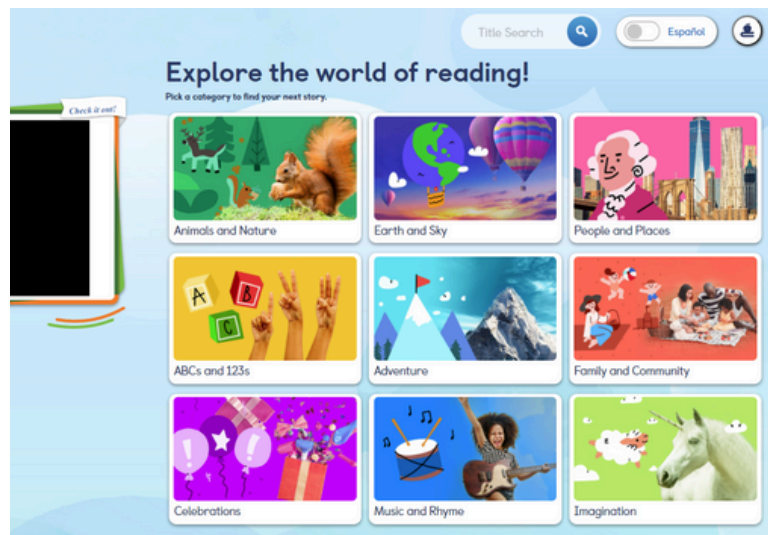 Title Search
Español
Explore the world of reading!
Pick a category to find your next story.
Check it out!
Animals and Nature
Earth and Sky
People and Places
A
B
C
ABCs and 123s
Adventure
Family and Community
Celebrations
Music and Rhyme
Imagination